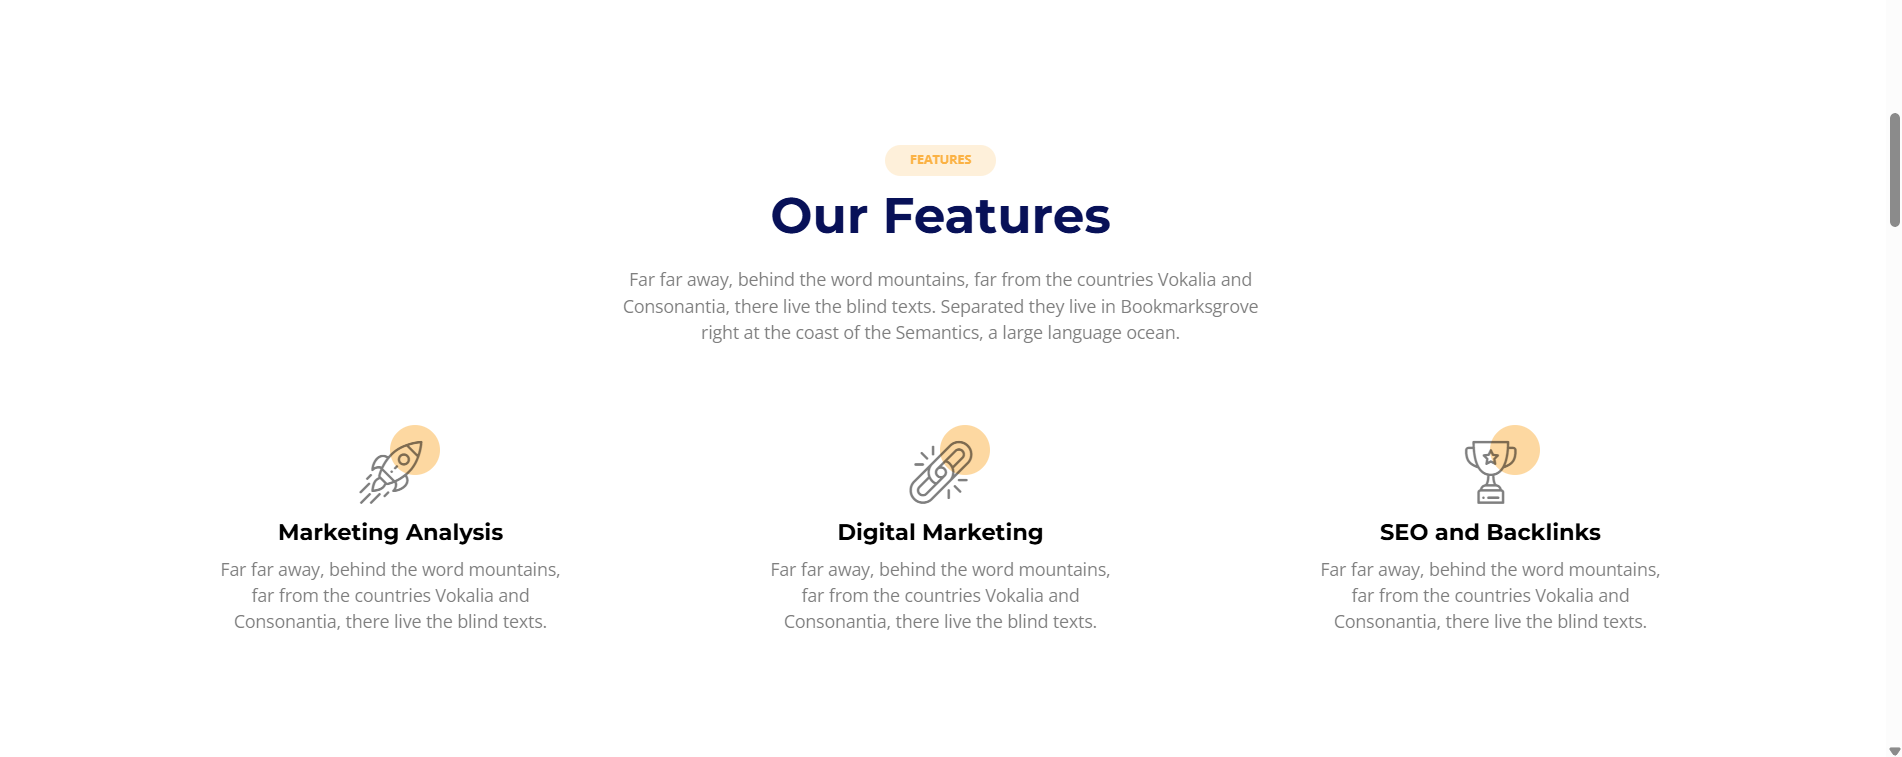 FEATURES
Our Features
Far far away, behind the word mountains, far from the countries Vokalia and
Consonantia, there live the blind texts. Separated they live in Bookmarksgrove
right at the coast of the Semantics, a large language ocean.
Marketing Analysis
Far far away, behind the word mountains,
far from the countries Vokalia and
Consonantia, there live the blind texts.
Digital Marketing
Far far away, behind the word mountains,
far from the countries Vokalia and
Consonantia, there live the blind texts.
SEO and Backlinks
Far far away, behind the word mountains,
far from the countries Vokalia and
Consonantia, there live the blind texts.